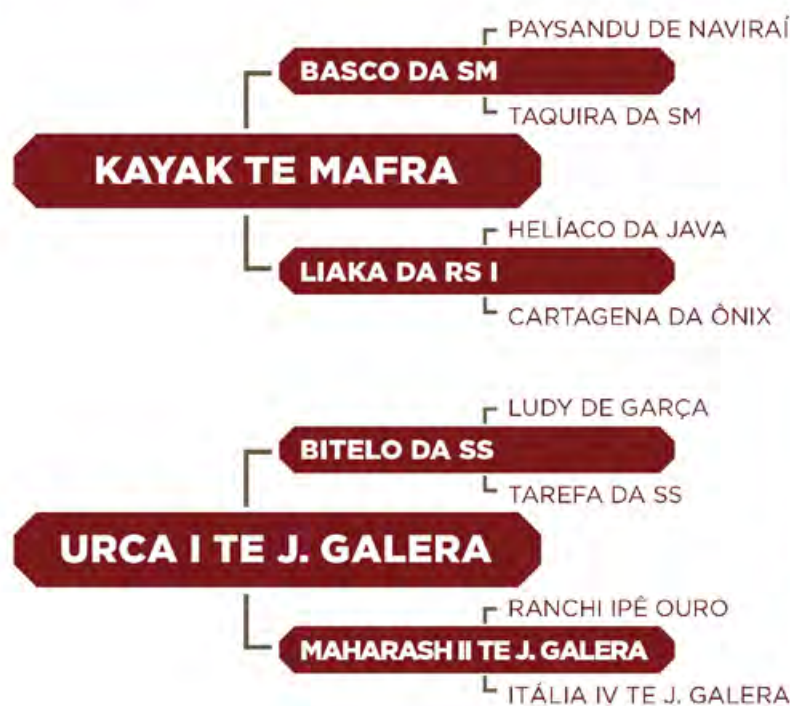 PAYSANDU DE NAVIRAÍ
BASCO DA SM
TAQUIRA DA SM
KAYAK TE MAFRA
HELÍACO DA JAVA
LIAKA DA RS I
CARTAGENA DA ÔNIX
LUDY DE GARÇA
BITELO DA SS
TAREFA DA SS
URCA I TE J. GALERA
RANCHI IPÊ OURO
MAHARASH II TE J. GALERA
ITÁLIA IV TE J. GALERA